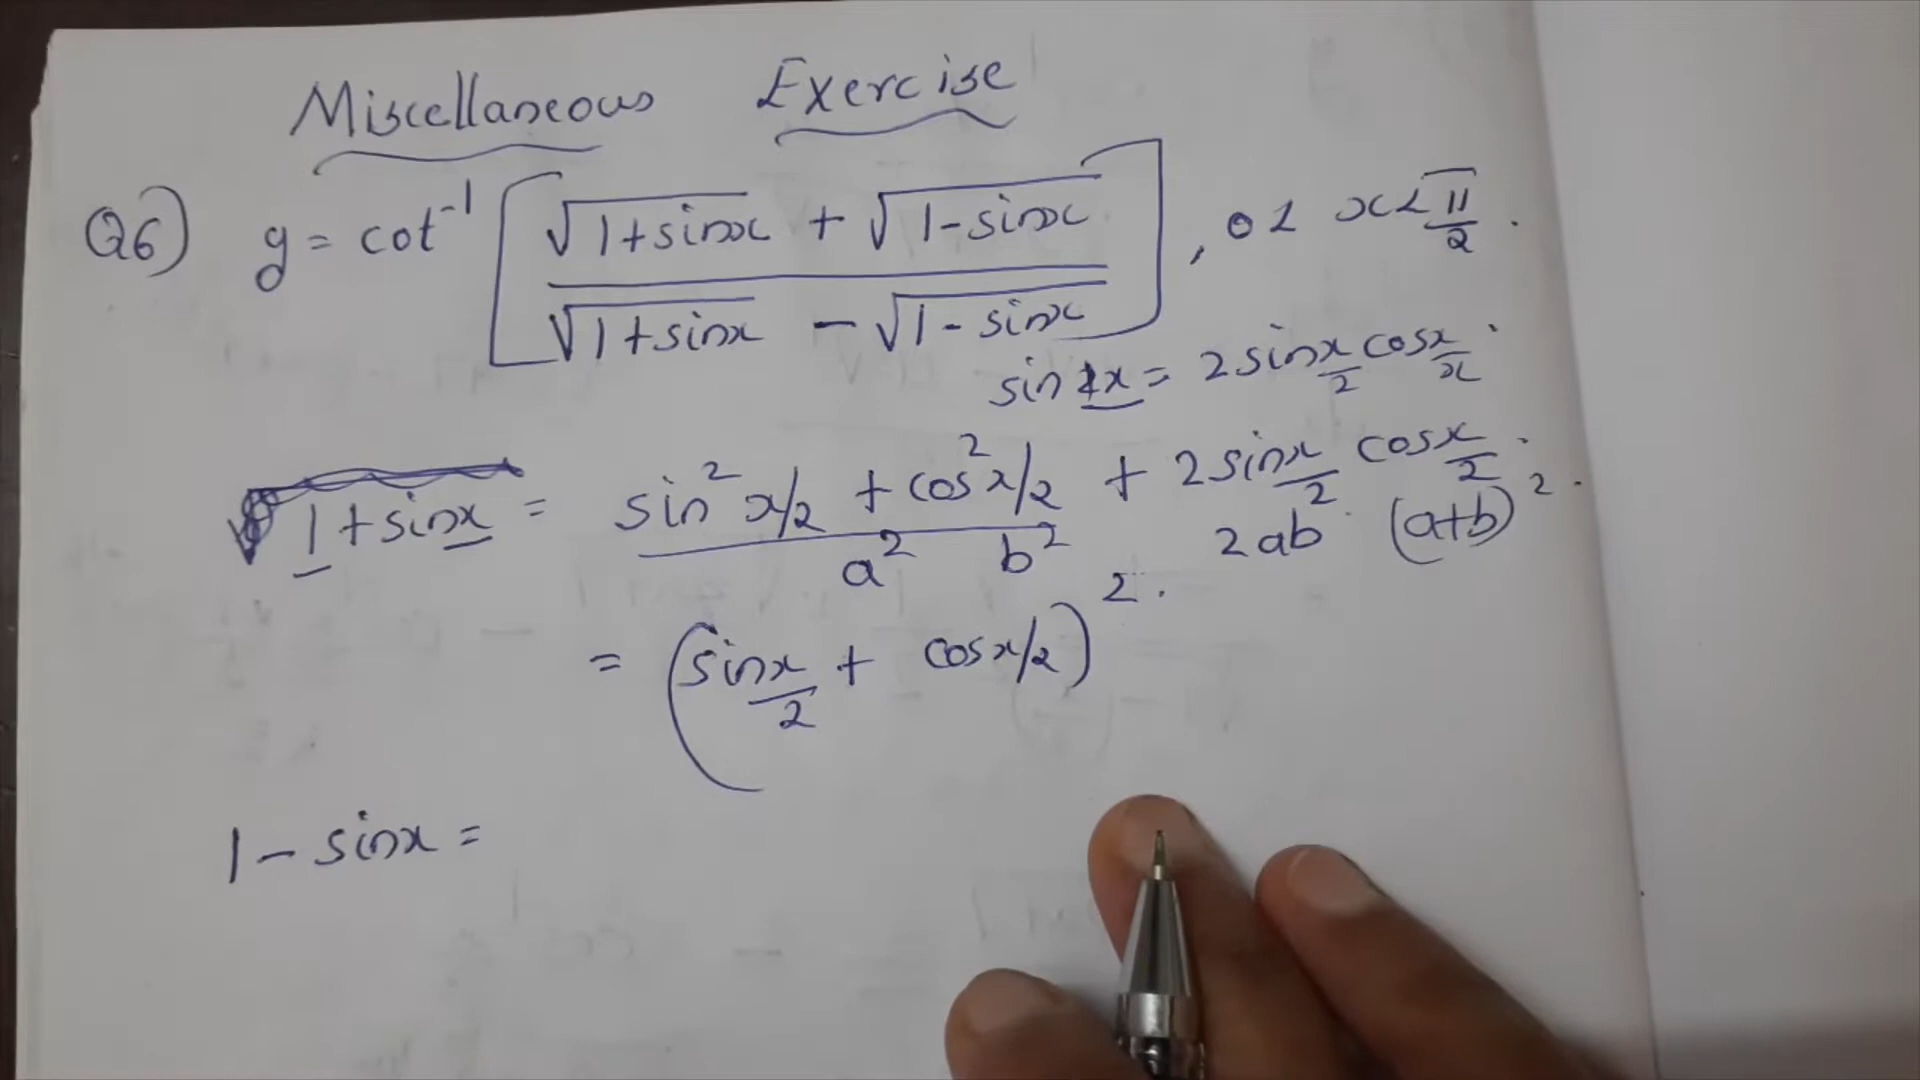 Miscellaneous Exercise
Q6) y = cot⁻¹ [ (√1+sinx + √1-sinx) / (√1+sinx - √1-sinx) ] , 0 < x < π/2 .
sin x = 2 sin x/2 cos x/x .
1 + sinx = sin² x/2 + cos² x/2 + 2 sin x/2 cos x/2 .
a² b² 2ab (a+b)² .
= (sin x/2 + cos x/2)² .
1 - sinx =